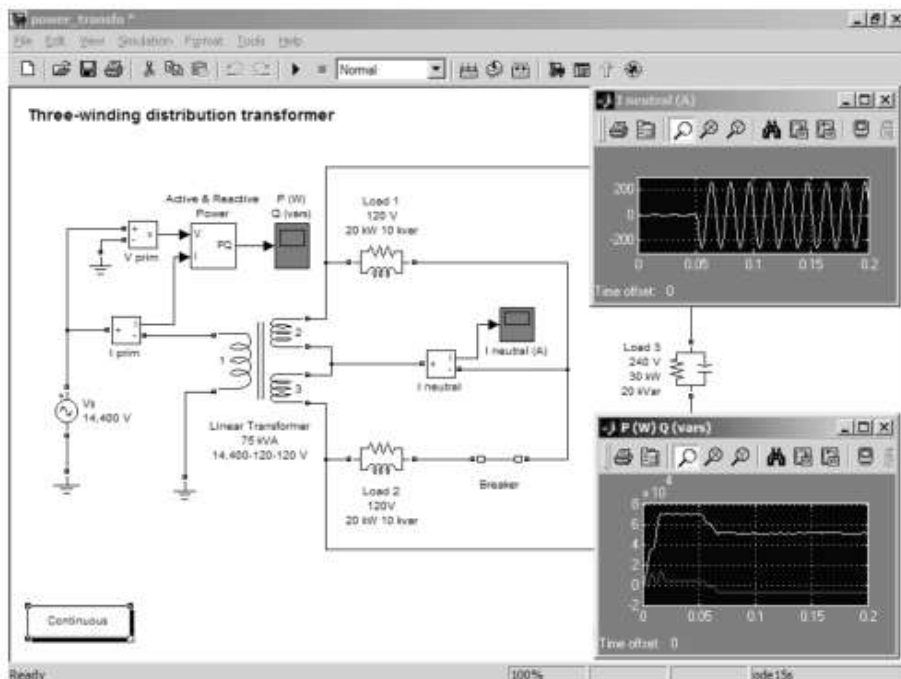 power_transfo *
File Edit View Simulation Format Tools Help
Normal
Three-winding distribution transformer
I neutral (A)
200
0
-200
0 0.05 0.1 0.15 0.2
Time offset: 0
Active & Reactive
Power
P (W)
Q (vars)
V
I
PQ
+
-
v
V prim
+
-
i
I prim
Vs
14,400 V
1
2
3
Linear Transformer
75 kVA
14,400-120-120 V
Load 1
120 V
20 kW 10 kvar
I neutral (A)
+
-
i
I neutral
Load 2
120V
20 kW 10 kvar
Breaker
Load 3
240 V
30 kW
20 kVar
P (W) Q (vars)
x 10
4
8
6
4
2
0
-2
0 0.05 0.1 0.15 0.2
Time offset: 0
Continuous
Ready 100% ode15s